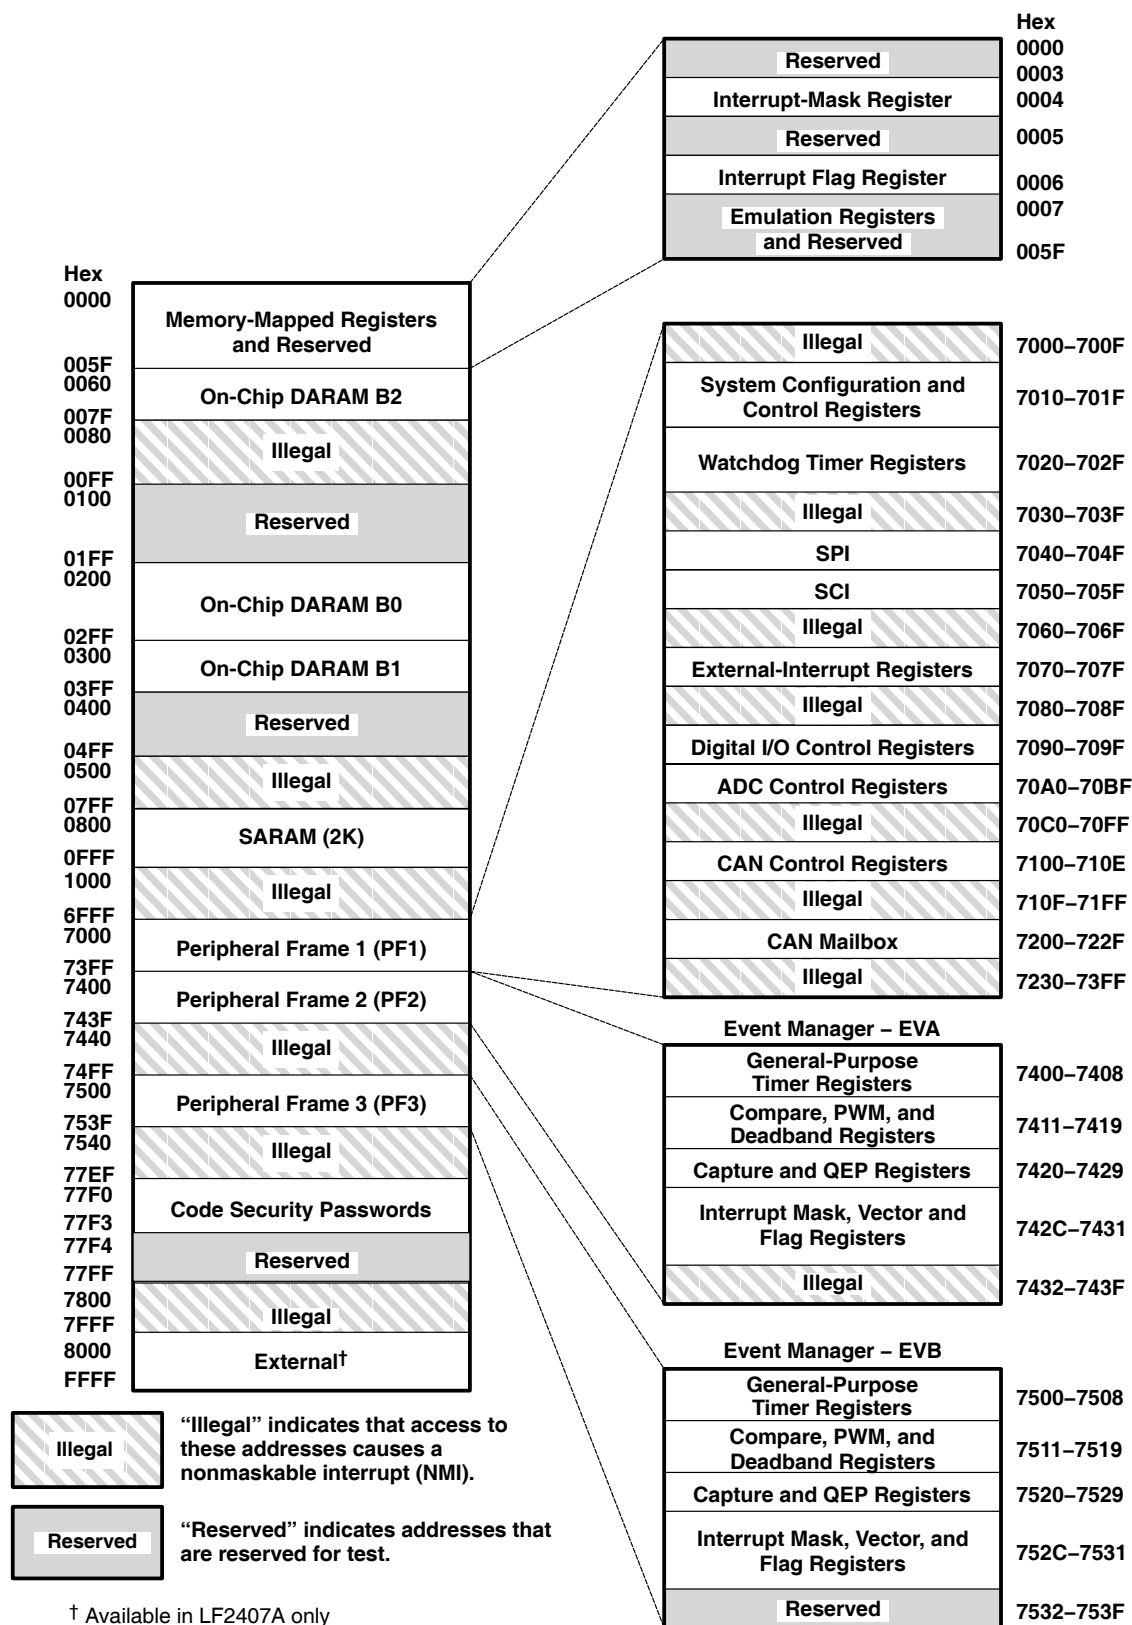 Hex
0000
Reserved
0003
Interrupt-Mask Register
0004
Reserved
0005
Interrupt Flag Register
0006
0007
Emulation Registers
and Reserved
005F
Hex
0000
Memory-Mapped Registers
and Reserved
005F
0060
On-Chip DARAM B2
007F
0080
Illegal
00FF
0100
Reserved
01FF
0200
On-Chip DARAM B0
02FF
0300
On-Chip DARAM B1
03FF
0400
Reserved
04FF
0500
Illegal
07FF
0800
SARAM (2K)
0FFF
1000
Illegal
6FFF
7000
Peripheral Frame 1 (PF1)
73FF
7400
Peripheral Frame 2 (PF2)
743F
7440
Illegal
74FF
7500
Peripheral Frame 3 (PF3)
753F
7540
Illegal
77EF
77F0
Code Security Passwords
77F3
77F4
Reserved
77FF
7800
Illegal
7FFF
8000
External†
FFFF
Illegal
7000–700F
System Configuration and
Control Registers
7010–701F
Watchdog Timer Registers
7020–702F
Illegal
7030–703F
SPI
7040–704F
SCI
7050–705F
Illegal
7060–706F
External-Interrupt Registers
7070–707F
Illegal
7080–708F
Digital I/O Control Registers
7090–709F
ADC Control Registers
70A0–70BF
Illegal
70C0–70FF
CAN Control Registers
7100–710E
Illegal
710F–71FF
CAN Mailbox
7200–722F
Illegal
7230–73FF
Event Manager – EVA
General-Purpose
Timer Registers
7400–7408
Compare, PWM, and
Deadband Registers
7411–7419
Capture and QEP Registers
7420–7429
Interrupt Mask, Vector and
Flag Registers
742C–7431
Illegal
7432–743F
Event Manager – EVB
General-Purpose
Timer Registers
7500–7508
Compare, PWM, and
Deadband Registers
7511–7519
Capture and QEP Registers
7520–7529
Interrupt Mask, Vector, and
Flag Registers
752C–7531
Reserved
7532–753F
Illegal
“Illegal” indicates that access to
these addresses causes a
nonmaskable interrupt (NMI).
Reserved
“Reserved” indicates addresses that
are reserved for test.
† Available in LF2407A only